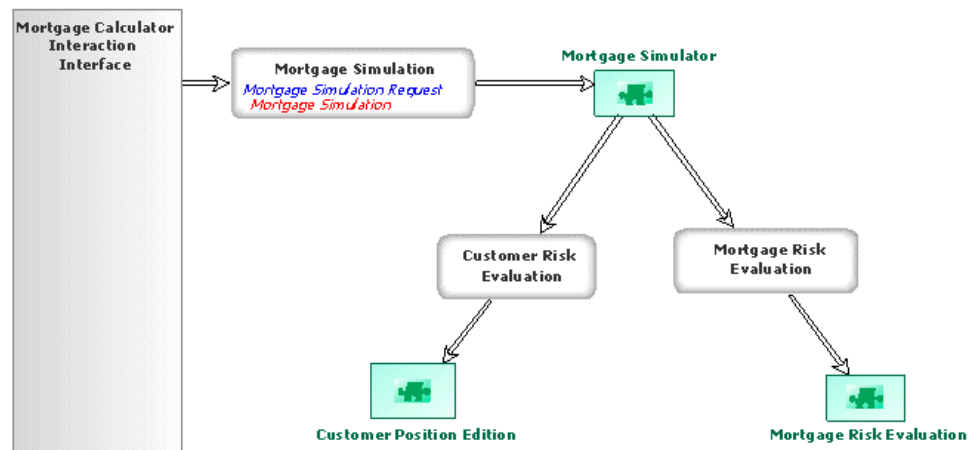 Mortgage Calculator
Interaction
Interface
Mortgage Simulation
Mortgage Simulation Request
Mortgage Simulation
Mortgage Simulator
Customer Risk
Evaluation
Mortgage Risk
Evaluation
Customer Position Edition
Mortgage Risk Evaluation